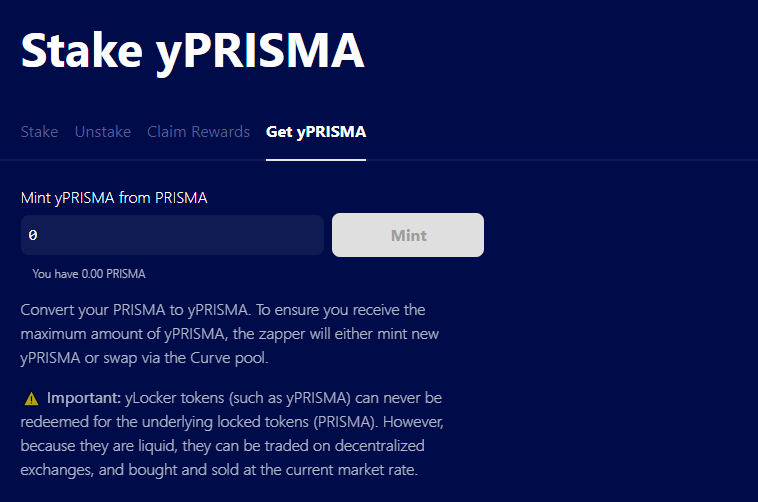 Stake yPRISMA
Stake Unstake Claim Rewards Get yPRISMA
Mint yPRISMA from PRISMA
0 Mint
You have 0.00 PRISMA
Convert your PRISMA to yPRISMA. To ensure you receive the
maximum amount of yPRISMA, the zapper will either mint new
yPRISMA or swap via the Curve pool.
⚠️ Important: yLocker tokens (such as yPRISMA) can never be
redeemed for the underlying locked tokens (PRISMA). However,
because they are liquid, they can be traded on decentralized
exchanges, and bought and sold at the current market rate.